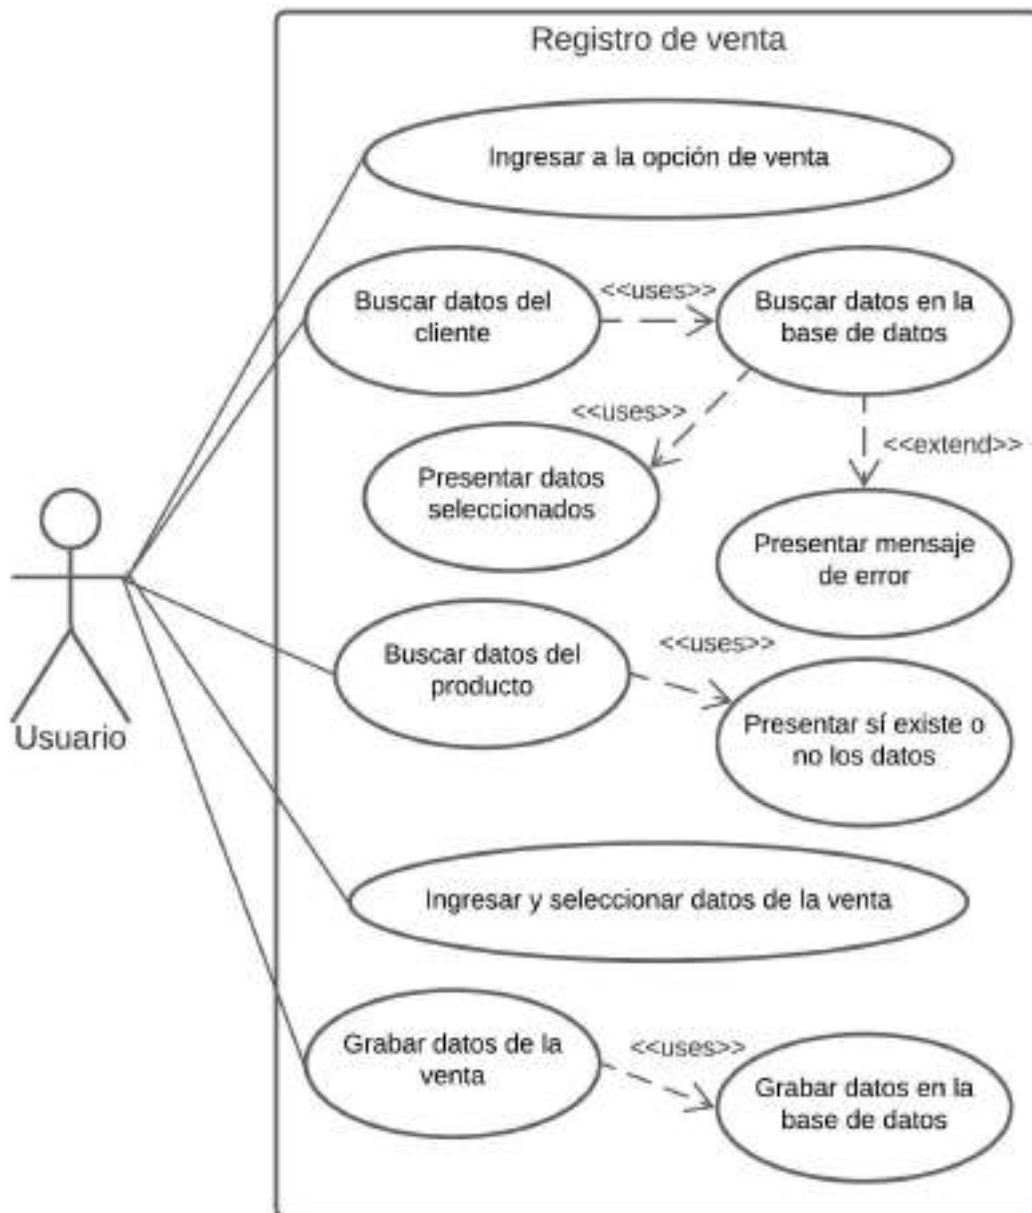 Registro de venta
Ingresar a la opción de venta
Buscar datos del
cliente
<<uses>>
Buscar datos en la
base de datos
<<uses>>
<<extend>>
Presentar datos
seleccionados
Presentar mensaje
de error
Buscar datos del
producto
<<uses>>
Presentar sí existe o
no los datos
Usuario
Ingresar y seleccionar datos de la venta
Grabar datos de la
venta
<<uses>>
Grabar datos en la
base de datos